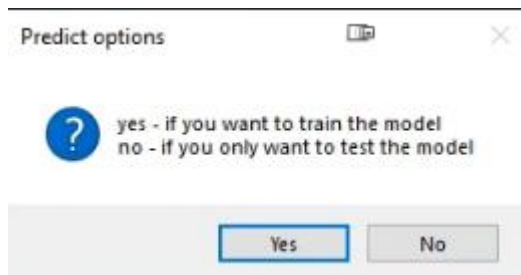 Predict options
yes - if you want to train the model
no - if you only want to test the model
Yes
No